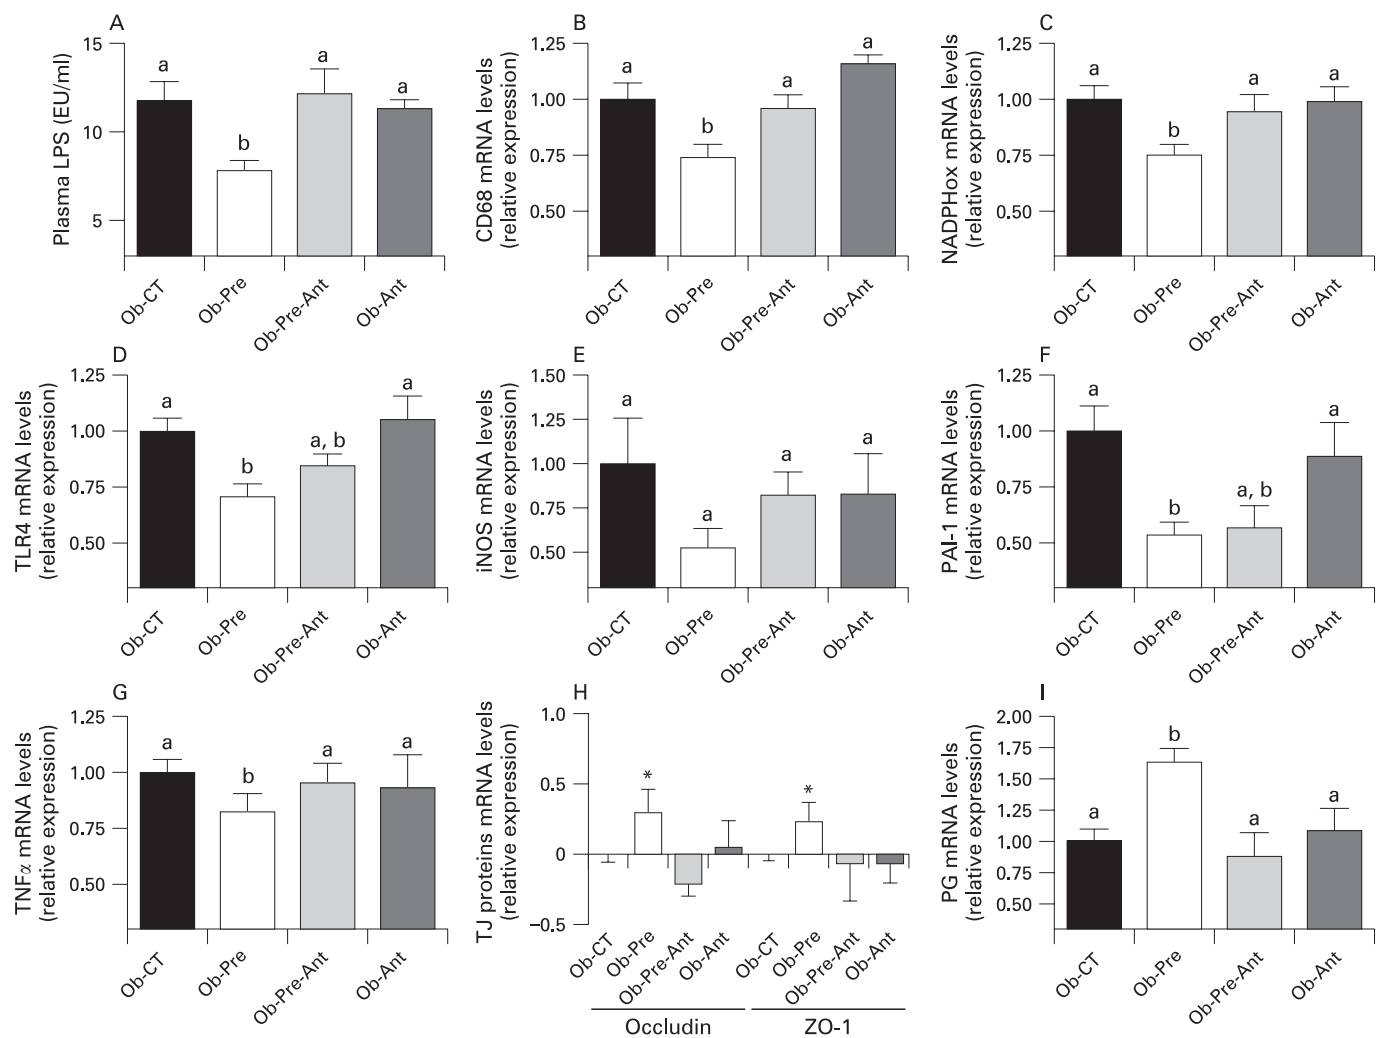 A
Plasma LPS (EU/ml)
15
10
5
a
b
a
a
Ob-CT
Ob-Pre
Ob-Pre-Ant
Ob-Ant
B
CD68 mRNA levels
(relative expression)
1.25
1.00
0.75
0.50
a
b
a
a
Ob-CT
Ob-Pre
Ob-Pre-Ant
Ob-Ant
C
NADPHox mRNA levels
(relative expression)
1.25
1.00
0.75
0.50
a
b
a
a
Ob-CT
Ob-Pre
Ob-Pre-Ant
Ob-Ant
D
TLR4 mRNA levels
(relative expression)
1.25
1.00
0.75
0.50
a
b
a, b
a
Ob-CT
Ob-Pre
Ob-Pre-Ant
Ob-Ant
E
iNOS mRNA levels
(relative expression)
1.50
1.25
1.00
0.75
0.50
a
a
a
a
Ob-CT
Ob-Pre
Ob-Pre-Ant
Ob-Ant
F
PAI-1 mRNA levels
(relative expression)
1.25
1.00
0.75
0.50
a
b
a, b
a
Ob-CT
Ob-Pre
Ob-Pre-Ant
Ob-Ant
G
TNFα mRNA levels
(relative expression)
1.25
1.00
0.75
0.50
a
b
a
a
Ob-CT
Ob-Pre
Ob-Pre-Ant
Ob-Ant
H
TJ proteins mRNA levels
(relative expression)
1.0
0.5
0
–0.5
*
*
Ob-CT
Ob-Pre
Ob-Pre-Ant
Ob-Ant
Ob-CT
Ob-Pre
Ob-Pre-Ant
Ob-Ant
Occludin
ZO-1
I
PG mRNA levels
(relative expression)
2.00
1.75
1.50
1.25
1.00
0.75
0.50
a
b
a
a
Ob-CT
Ob-Pre
Ob-Pre-Ant
Ob-Ant